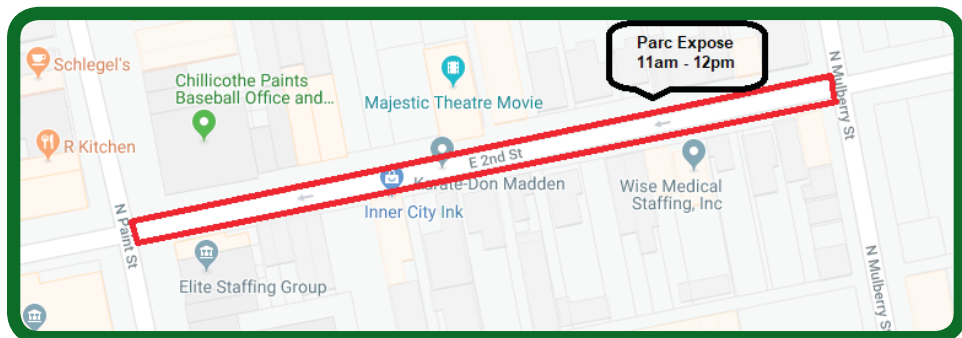 Parc Expose
11am - 12pm
Schlegel's
Chillicothe Paints
Baseball Office and...
Majestic Theatre Movie
N Mulberry St
R Kitchen
E 2nd St
Karate-Don Madden
Wise Medical
Staffing, Inc
Inner City Ink
N Paint St
Elite Staffing Group
N Mulberry S